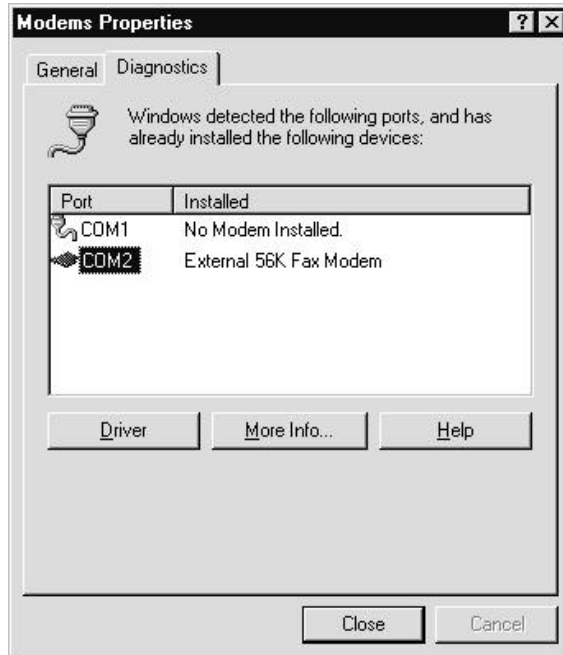 Modems Properties
General Diagnostics
Windows detected the following ports, and has
already installed the following devices:
Port Installed
COM1 No Modem Installed.
COM2 External 56K Fax Modem
Driver More Info... Help
Close Cancel